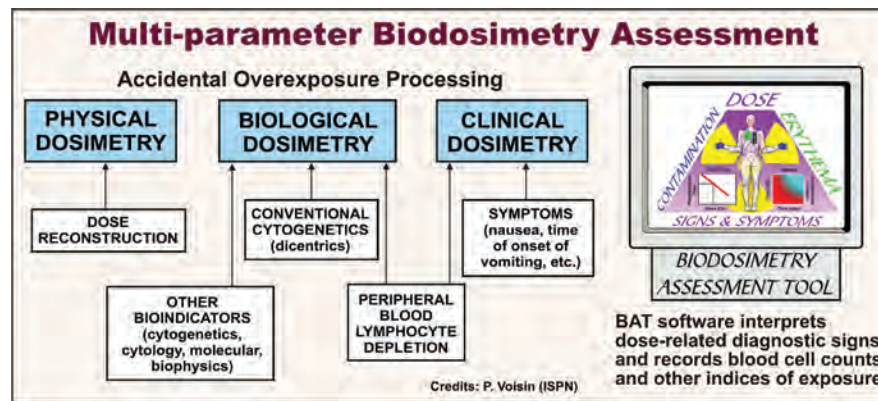 Multi-parameter Biodosimetry Assessment
Accidental Overexposure Processing
PHYSICAL
DOSIMETRY
BIOLOGICAL
DOSIMETRY
CLINICAL
DOSIMETRY
DOSE
RECONSTRUCTION
CONVENTIONAL
CYTOGENETICS
(dicentrics)
SYMPTOMS
(nausea, time
of onset of
vomiting, etc.)
OTHER
BIOINDICATORS
(cytogenetics,
cytology, molecular,
biophysics)
PERIPHERAL
BLOOD
LYMPHOCYTE
DEPLETION
Credits: P. Voisin (ISPN)
DOSE
CONTAMINATION
ERYTHEMA
SIGNS & SYMPTOMS
BIODOSIMETRY
ASSESSMENT TOOL
BAT software interprets
dose-related diagnostic signs
and records blood cell counts
and other indices of exposure